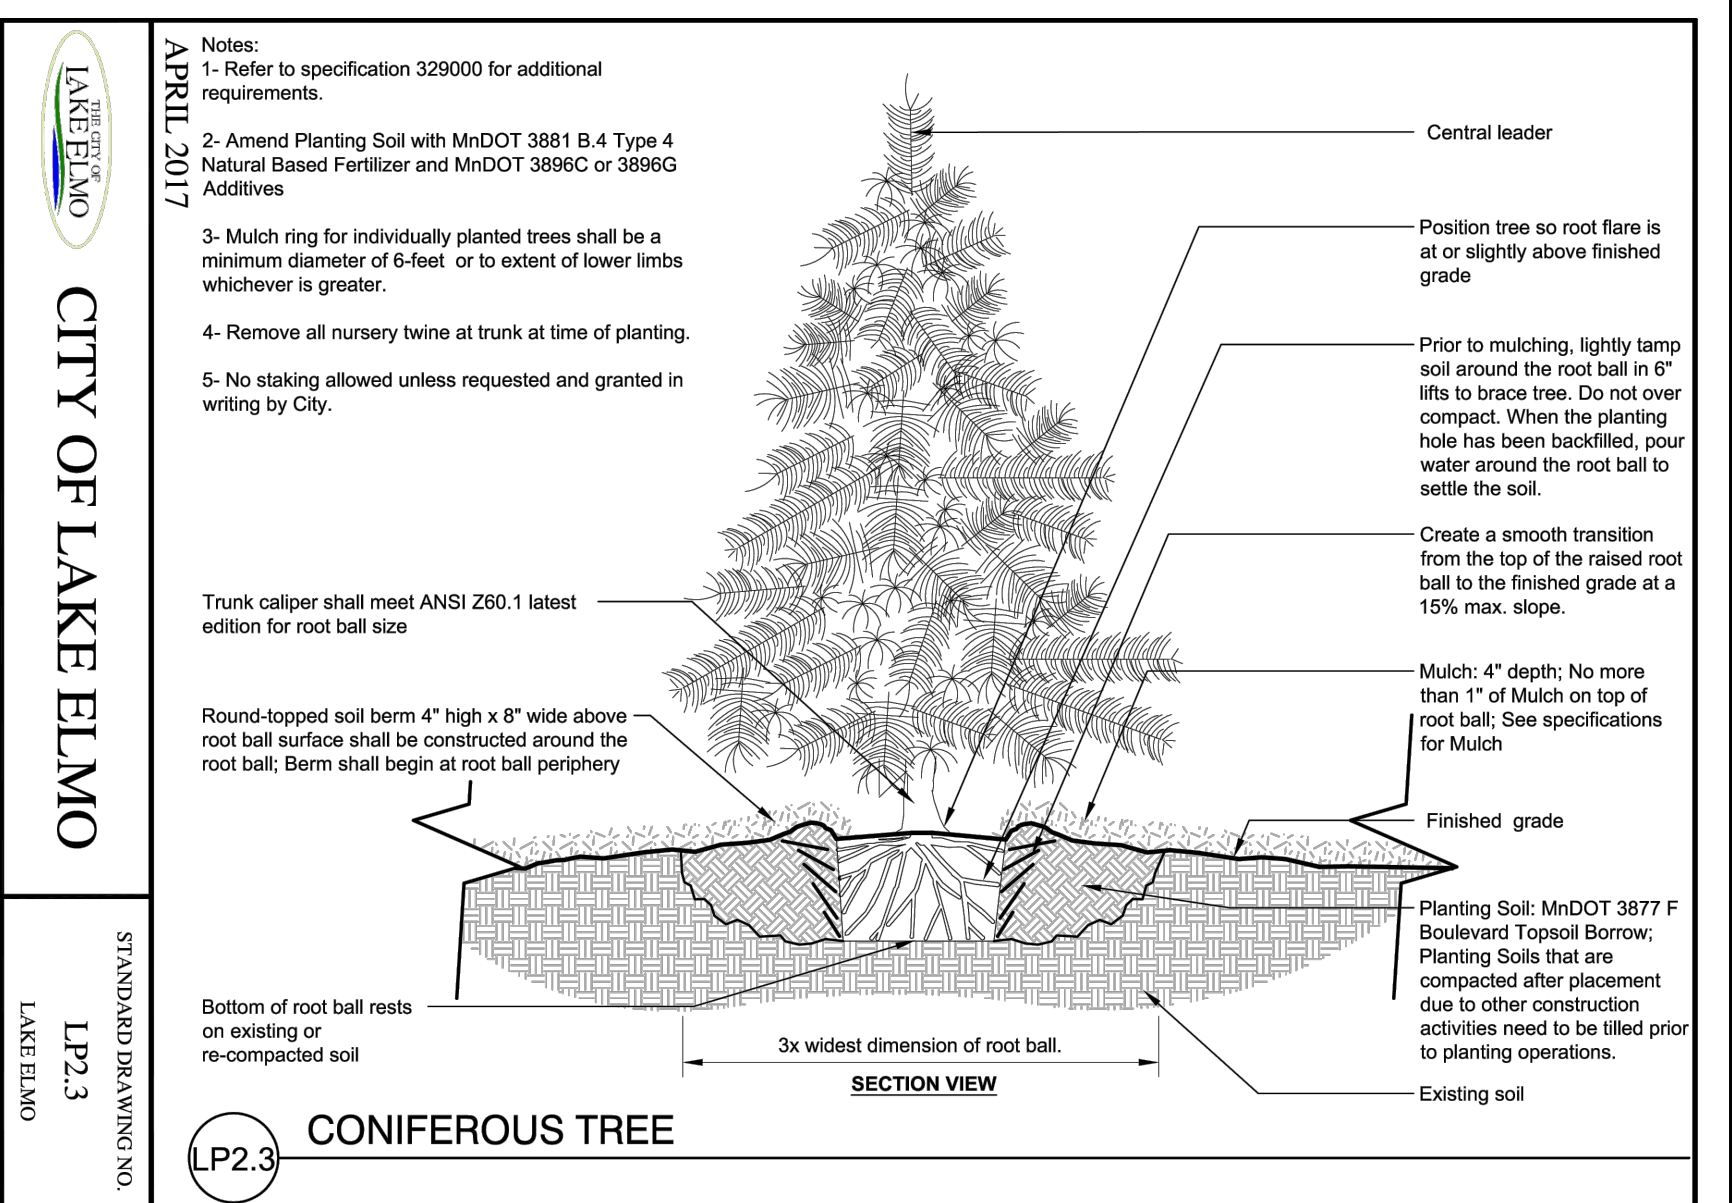 THE CITY OF
LAKE ELMO
CITY OF LAKE ELMO
STANDARD DRAWING NO.
LP2.3
LAKE ELMO
APRIL 2017
Notes:
1- Refer to specification 329000 for additional
requirements.
2- Amend Planting Soil with MnDOT 3881 B.4 Type 4
Natural Based Fertilizer and MnDOT 3896C or 3896G
Additives
3- Mulch ring for individually planted trees shall be a
minimum diameter of 6-feet or to extent of lower limbs
whichever is greater.
4- Remove all nursery twine at trunk at time of planting.
5- No staking allowed unless requested and granted in
writing by City.
Trunk caliper shall meet ANSI Z60.1 latest
edition for root ball size
Round-topped soil berm 4" high x 8" wide above
root ball surface shall be constructed around the
root ball; Berm shall begin at root ball periphery
Bottom of root ball rests
on existing or
re-compacted soil
Central leader
Position tree so root flare is
at or slightly above finished
grade
Prior to mulching, lightly tamp
soil around the root ball in 6"
lifts to brace tree. Do not over
compact. When the planting
hole has been backfilled, pour
water around the root ball to
settle the soil.
Create a smooth transition
from the top of the raised root
ball to the finished grade at a
15% max. slope.
Mulch: 4" depth; No more
than 1" of Mulch on top of
root ball; See specifications
for Mulch
Finished grade
Planting Soil: MnDOT 3877 F
Boulevard Topsoil Borrow;
Planting Soils that are
compacted after placement
due to other construction
activities need to be tilled prior
to planting operations.
Existing soil
3x widest dimension of root ball.
SECTION VIEW
LP2.3
CONIFEROUS TREE